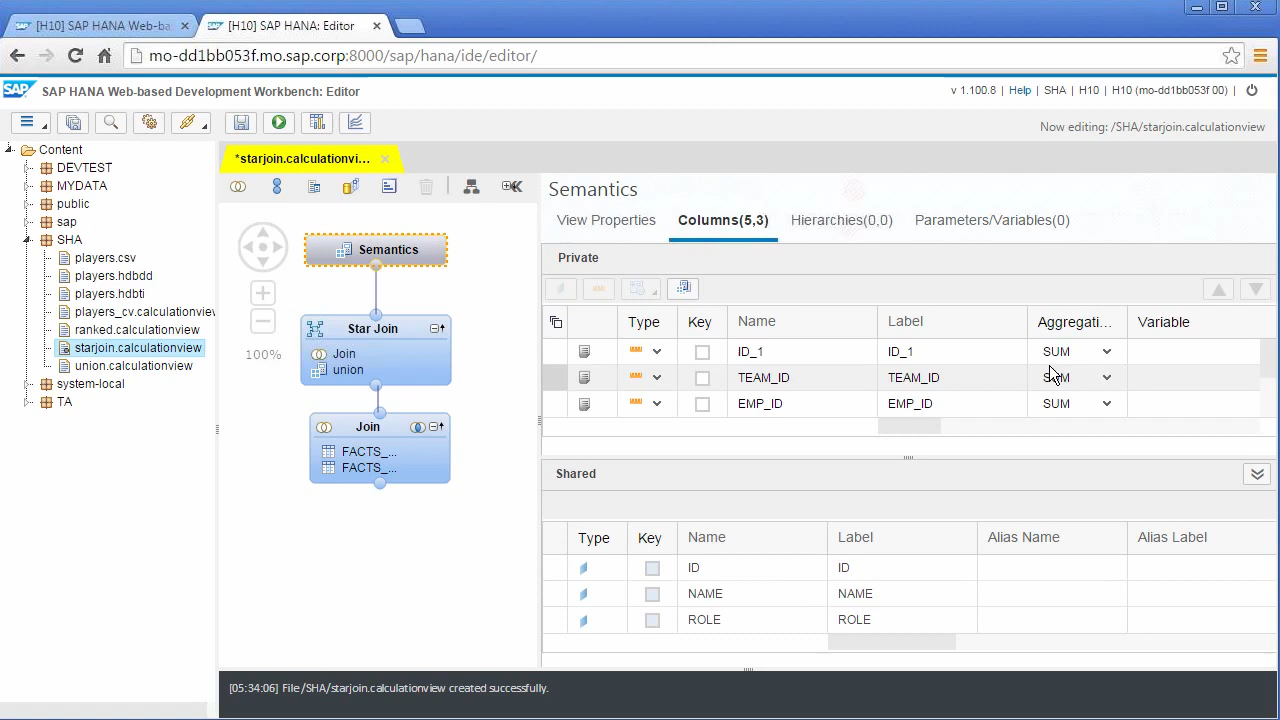 [H10] SAP HANA Web-ba
[H10] SAP HANA: Editor
mo-dd1bb053f.mo.sap.corp:8000/sap/hana/ide/editor/
SAP SAP HANA Web-based Development Workbench: Editor
v 1.100.8 | Help | SHA | H10 | H10 (mo-dd1bb053f 00) |
Now editing: /SHA/starjoin.calculationview
Content
DEVTEST
MYDATA
public
sap
SHA
players.csv
players.hdbdd
players.hdbti
players_cv.calculationview
ranked.calculationview
starjoin.calculationview
union.calculationview
system-local
TA
*starjoin.calculationvi...
Semantics
Star Join
Join
union
Join
FACTS_...
FACTS_...
100%
Semantics
View Properties Columns(5,3) Hierarchies(0,0) Parameters/Variables(0)
Private
Type Key Name Label Aggregati... Variable
ID_1 ID_1 SUM
TEAM_ID TEAM_ID SUM
EMP_ID EMP_ID SUM
Shared
Type Key Name Label Alias Name Alias Label
ID ID
NAME NAME
ROLE ROLE
[05:34:06] File /SHA/starjoin.calculationview created successfully.